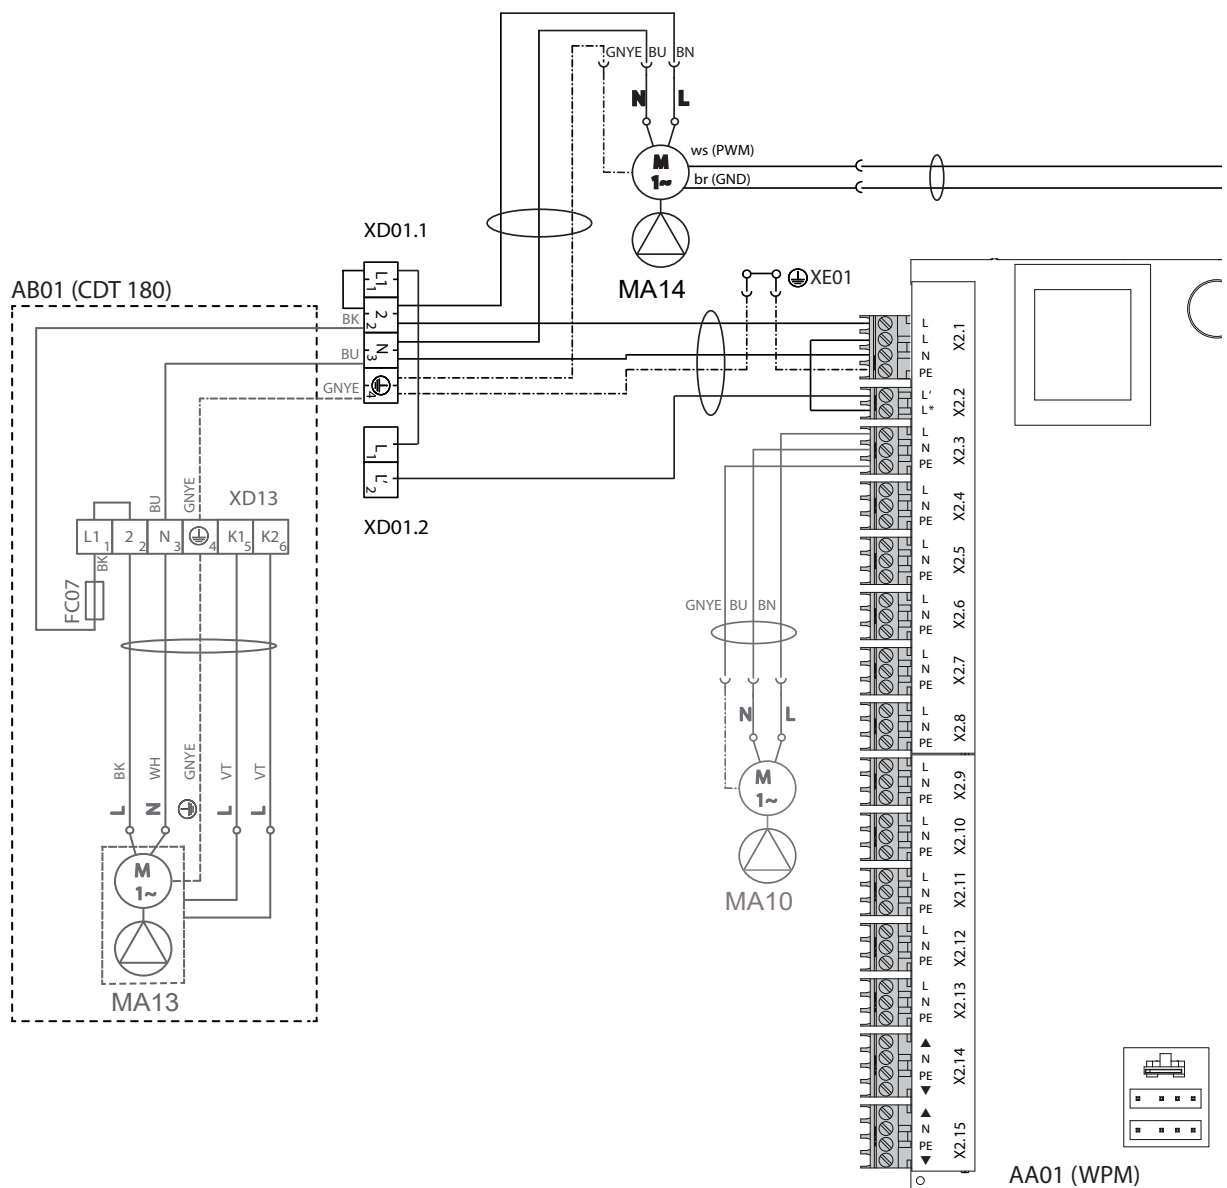 GNYE BU BN
N L
ws (PWM)
M
1~
br (GND)
MA14
XD01.1
L1 1
2 2
N 3
4
BK
BU
GNYE
L 1
L' 2
XD01.2
XE01
AB01 (CDT 180)
BU
GNYE
XD13
L1 1 2 2 N 3 4 K1 5 K2 6
BK
FC07
BK
WH
GNYE
VT
VT
L N L L
M
1~
MA13
GNYE BU BN
N L
M
1~
MA10
L
L
N
PE
X2.1
L'
L*
X2.2
L
N
PE
X2.3
L
N
PE
X2.4
L
N
PE
X2.5
L
N
PE
X2.6
L
N
PE
X2.7
L
N
PE
X2.8
L
N
PE
X2.9
L
N
PE
X2.10
L
N
PE
X2.11
L
N
PE
X2.12
L
N
PE
X2.13
▲
N
PE
▼
X2.14
▲
N
PE
▼
X2.15
AA01 (WPM)